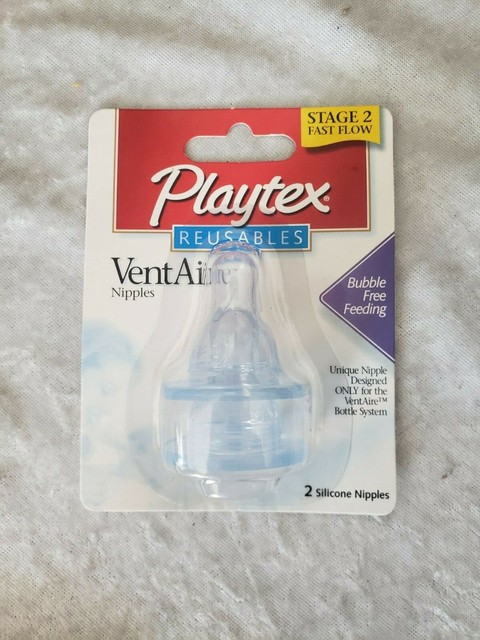 STAGE 2
FAST FLOW
Playtex®
REUSABLES
VentAire
Nipples
Bubble
Free
Feeding
Unique Nipple
Designed
ONLY for the
VentAire™
Bottle System
2 Silicone Nipples